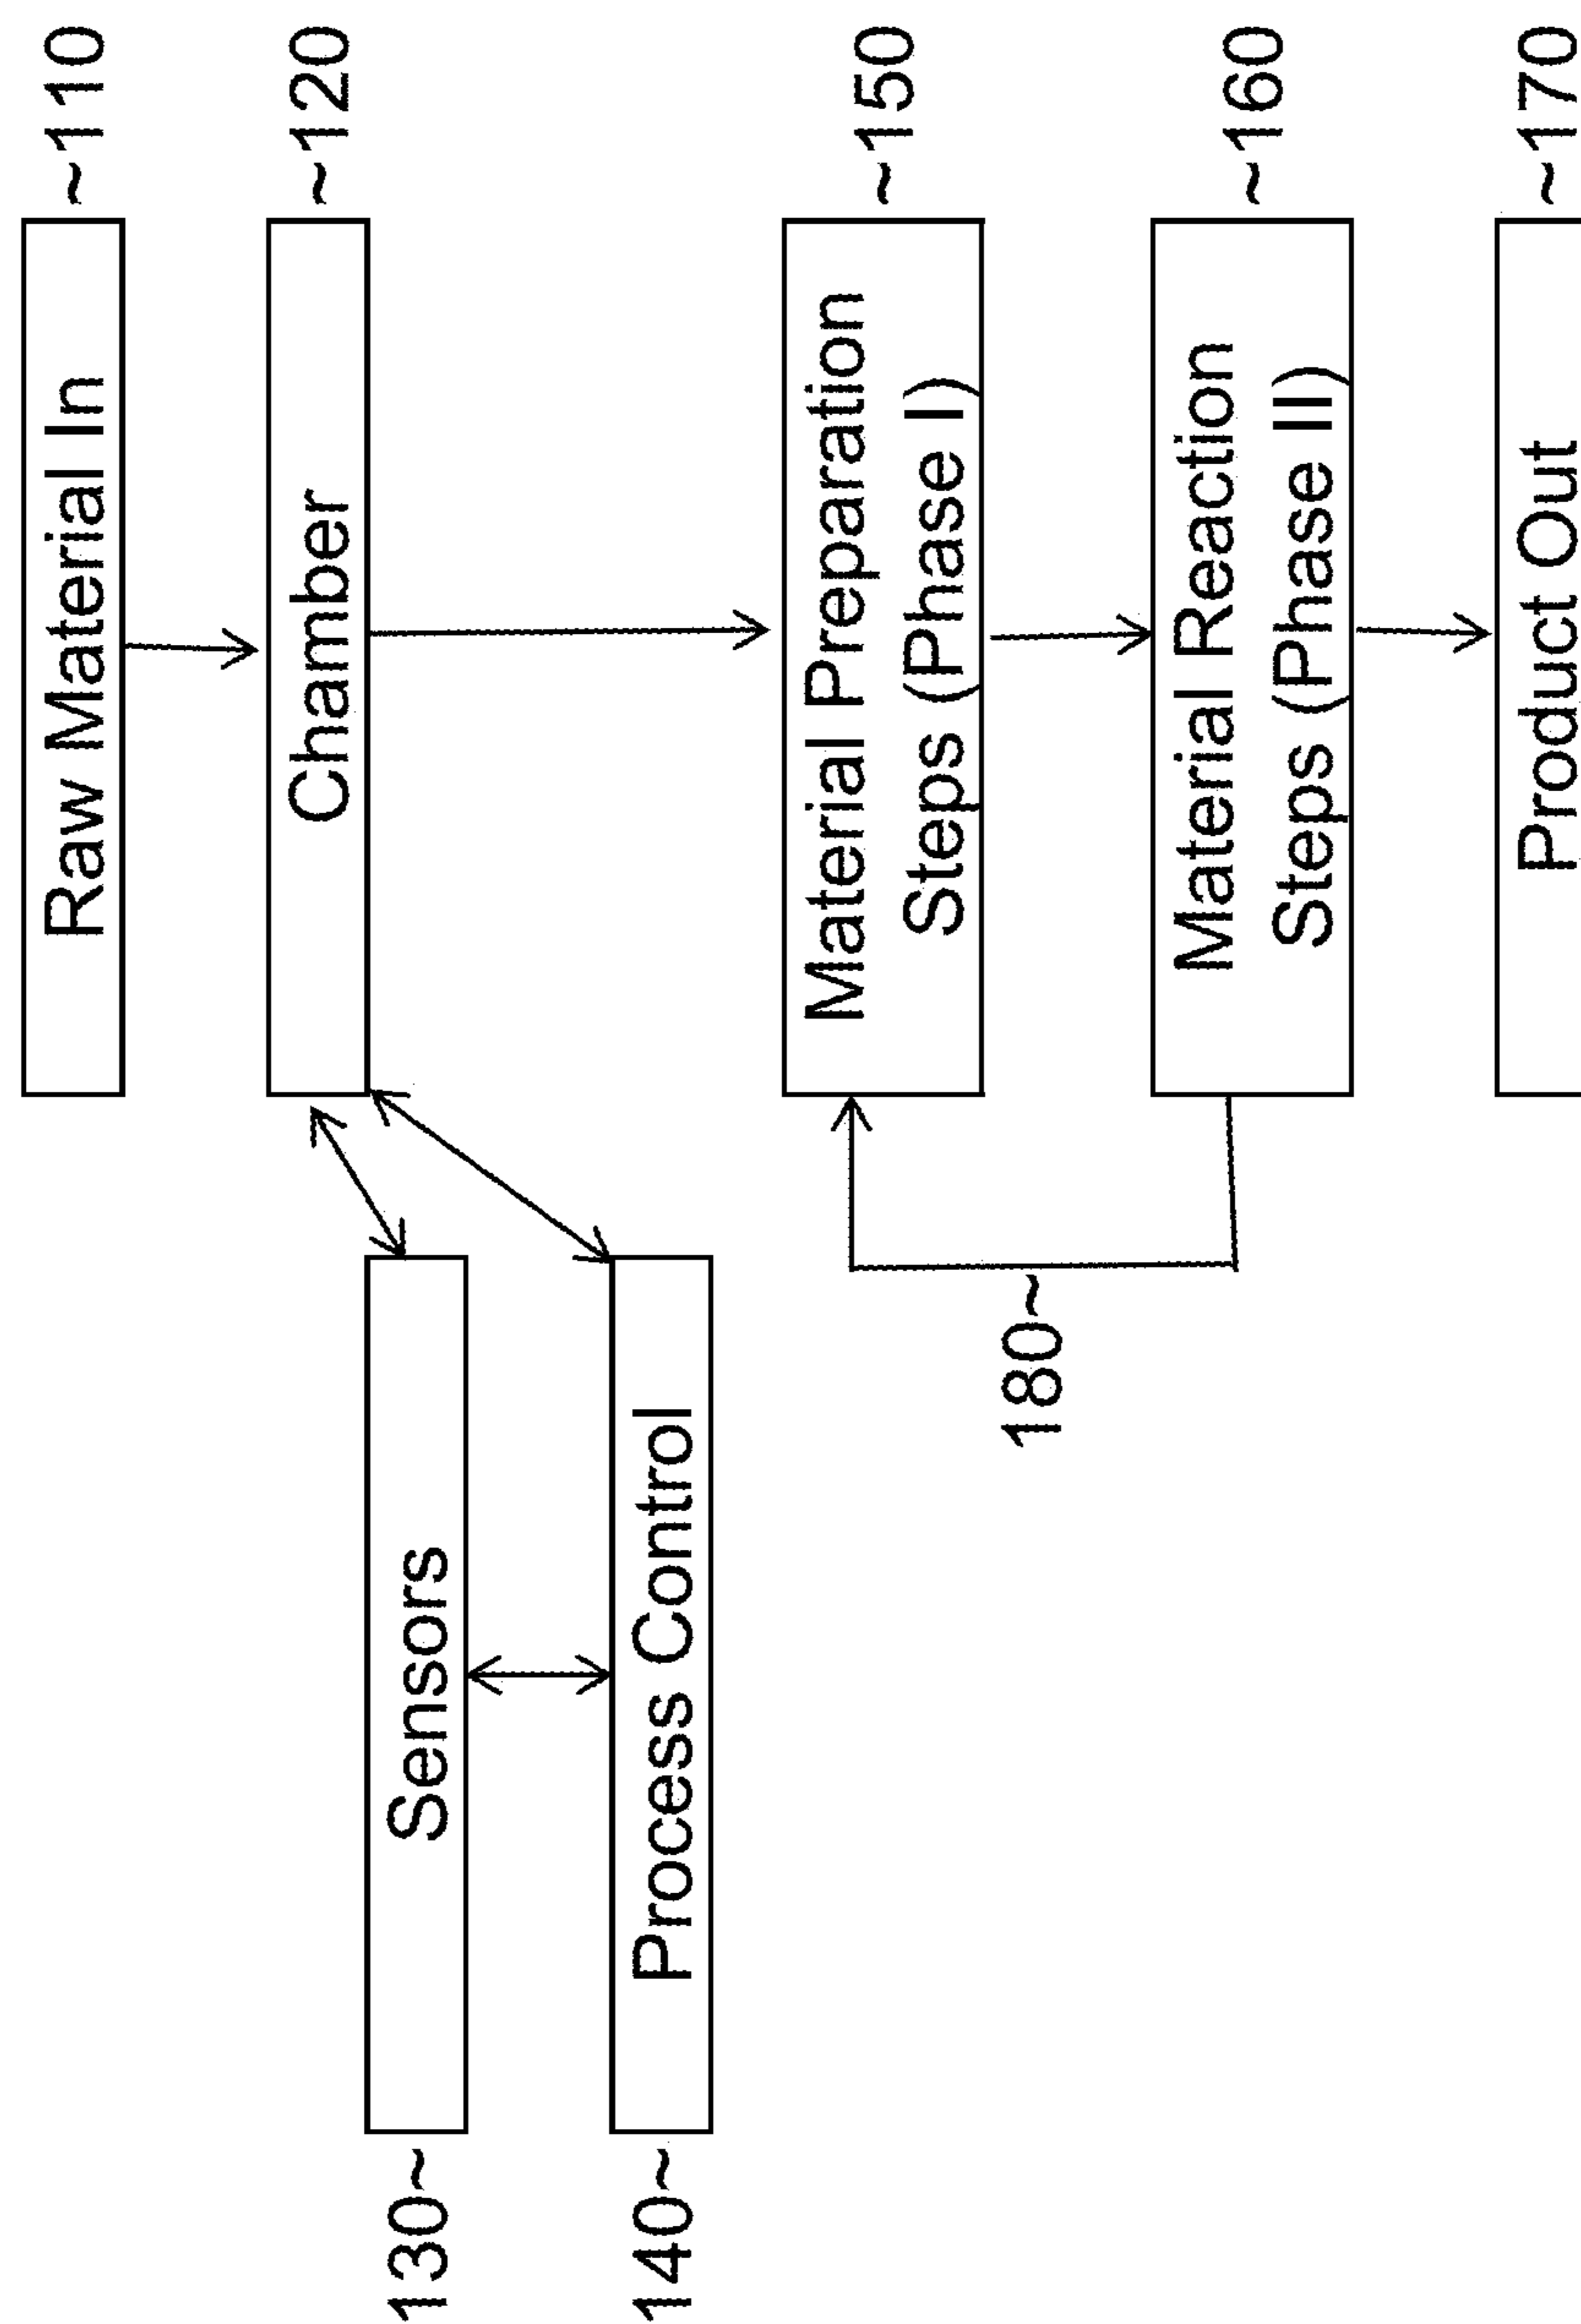 Raw Material In ~110
Chamber ~120
130~ Sensors
140~ Process Control
Material Preparation
Steps (Phase I)
~150
180~
Material Reaction
Steps (Phase II)
~160
Product Out ~170